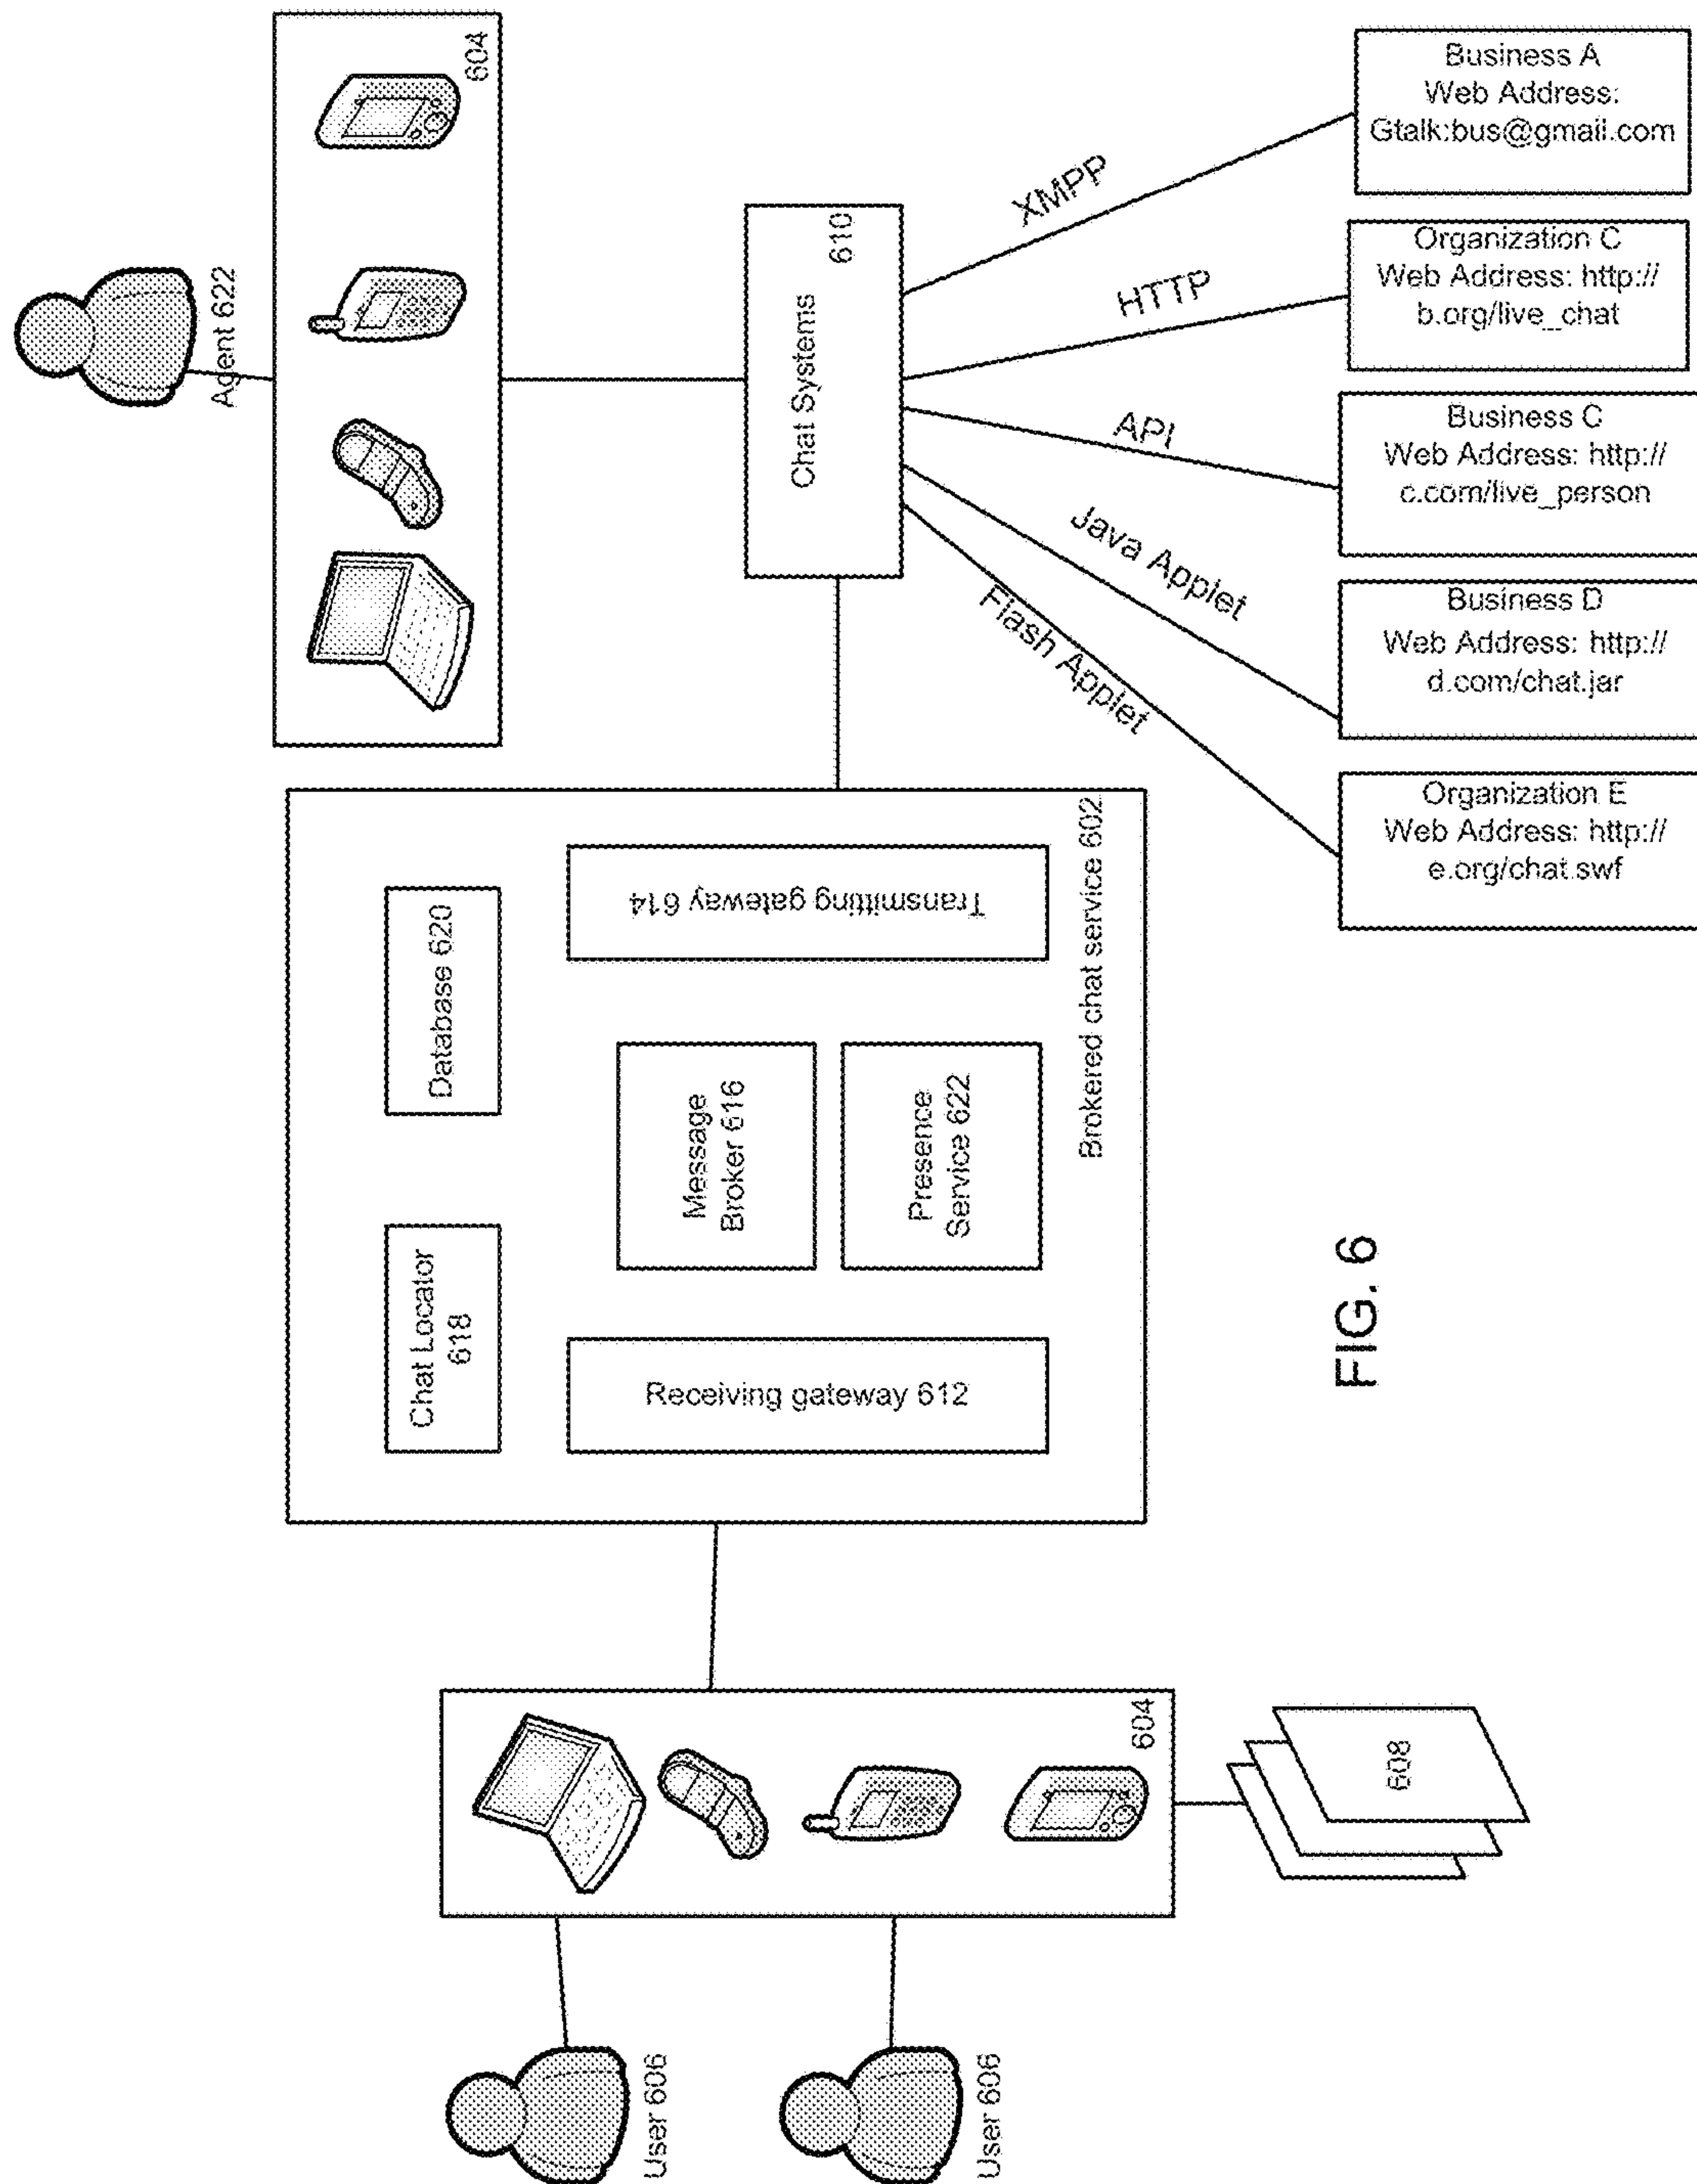 User 606
User 606
604
608
Chat Locator
618
Database 620
Receiving gateway 612
Message
Broker 616
Presence
Service 622
Transmitting gateway 614
Brokered chat service 602
Agent 622
604
Chat Systems
610
XMPP
HTTP
API
Java Applet
Flash Applet
Business A
Web Address:
Gtalk:bus@gmail.com
Organization C
Web Address: http://
b.org/live_chat
Business C
Web Address: http://
c.com/live_person
Business D
Web Address: http://
d.com/chat.jar
Organization E
Web Address: http://
e.org/chat.swf
FIG. 6